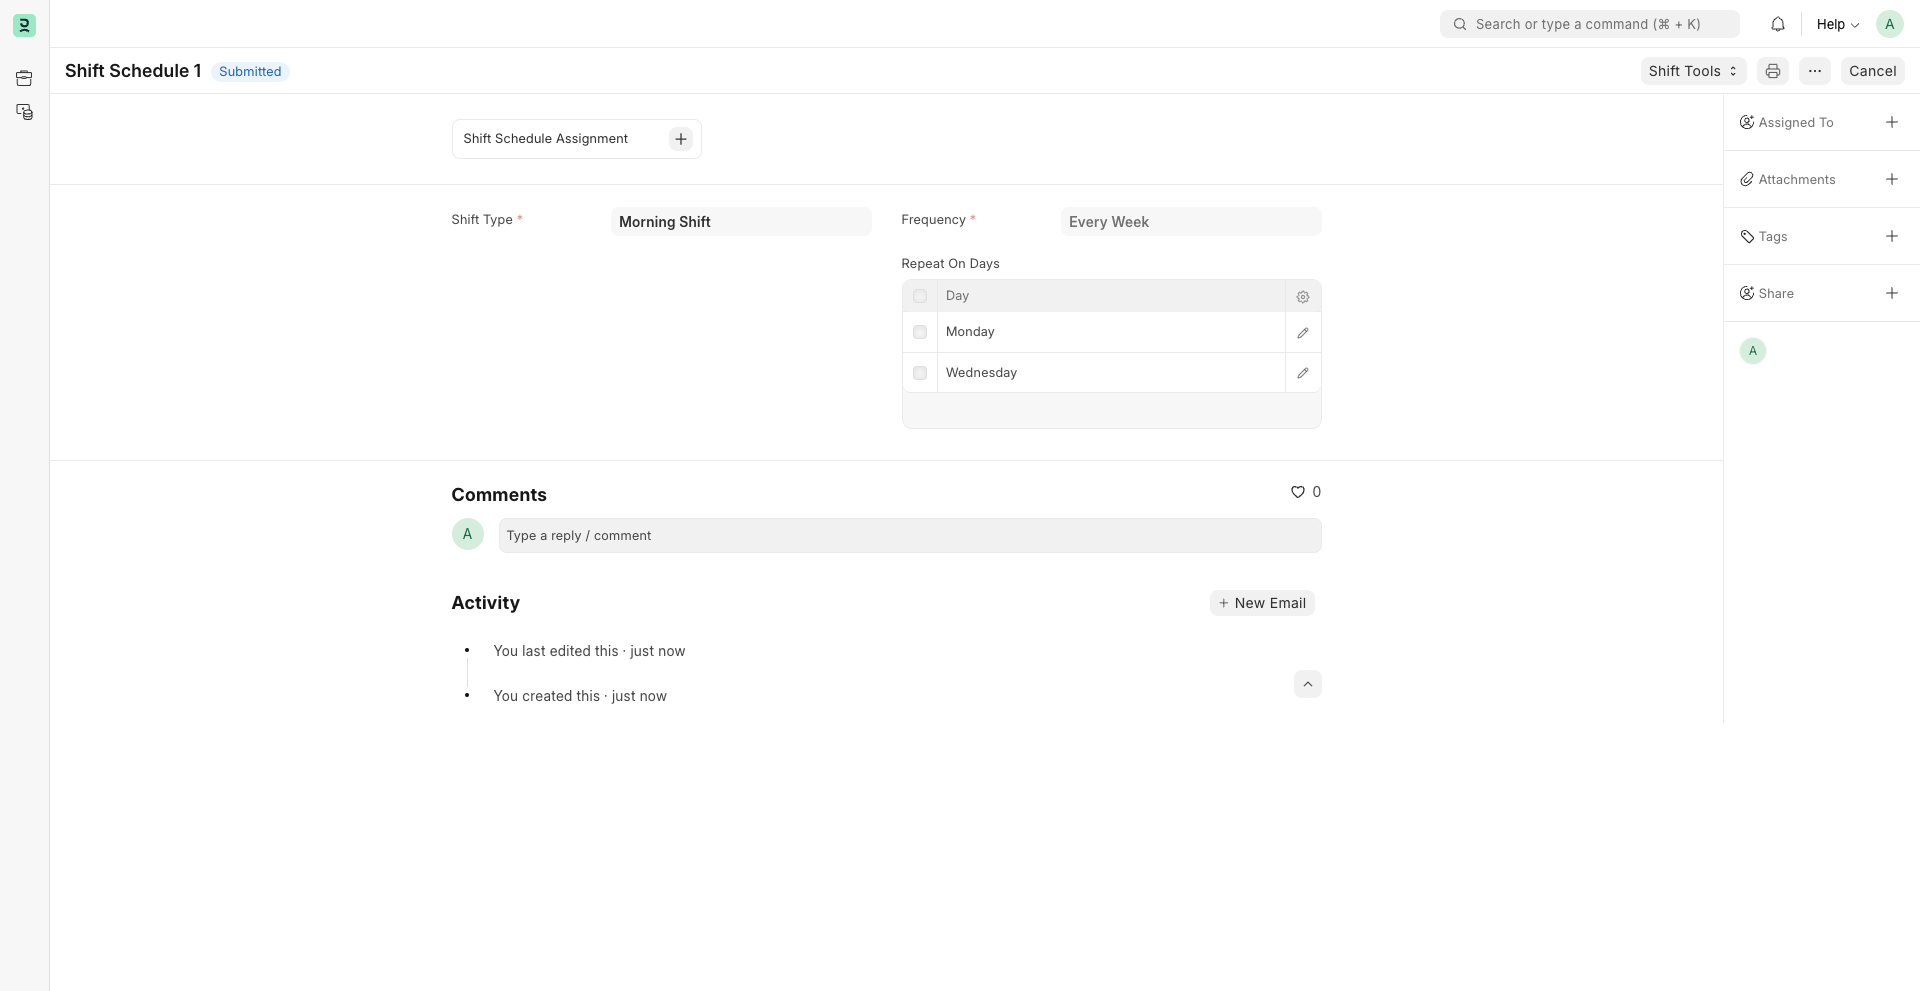 Search or type a command (⌘ + K)
Help
A
Shift Schedule 1
Submitted
Shift Tools
Cancel
Shift Schedule Assignment
Shift Type *
Morning Shift
Frequency *
Every Week
Repeat On Days
Day
Monday
Wednesday
Comments
0
A
Type a reply / comment
Activity
New Email
You last edited this · just now
You created this · just now
Assigned To
Attachments
Tags
Share
A